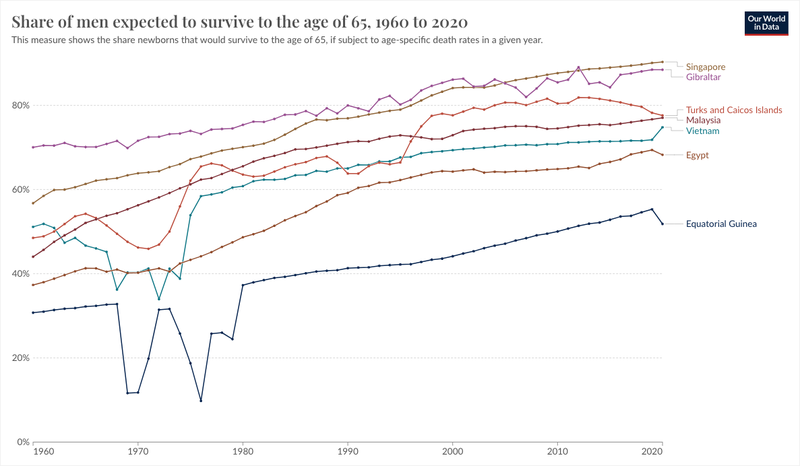 Share of men expected to survive to the age of 65, 1960 to 2020
Our World
in Data
This measure shows the share newborns that would survive to the age of 65, if subject to age-specific death rates in a given year.
Singapore
Gibraltar
80%
Turks and Caicos Islands
Malaysia
Vietnam
Egypt
60%
Equatorial Guinea
40%
20%
0%
1960 1970 1980 1990 2000 2010 2020